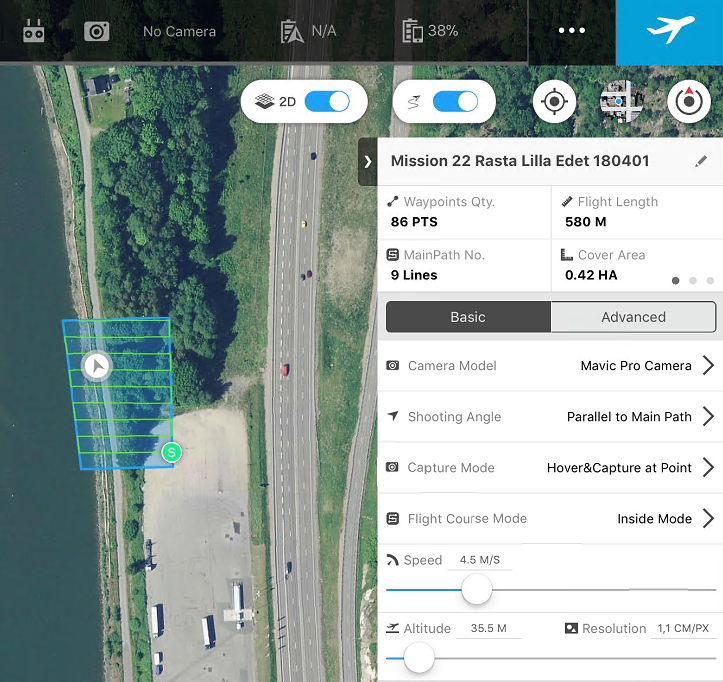 No Camera
N/A
38%
2D
Mission 22 Rasta Lilla Edet 180401
Waypoints Qty.
86 PTS
Flight Length
580 M
MainPath No.
9 Lines
Cover Area
0.42 HA
Basic
Advanced
Camera Model
Mavic Pro Camera
Shooting Angle
Parallel to Main Path
Capture Mode
Hover&Capture at Point
Flight Course Mode
Inside Mode
S
Speed
4.5 M/S
Altitude
35.5 M
Resolution
1,1 CM/PX